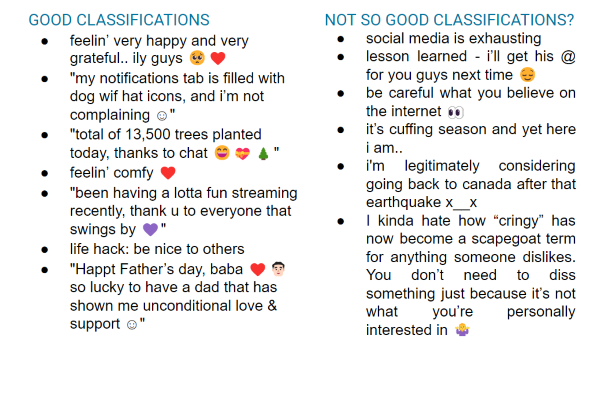 GOOD CLASSIFICATIONS
● feelin' very happy and very
grateful.. ily guys 🥺 ❤️
● "my notifications tab is filled with
dog wif hat icons, and i'm not
complaining ☺"
● "total of 13,500 trees planted
today, thanks to chat 😄 💝 🎄 "
● feelin' comfy ❤️
● "been having a lotta fun streaming
recently, thank u to everyone that
swings by 💜 "
● life hack: be nice to others
● "Happt Father's day, baba ❤️ 👨🏻
so lucky to have a dad that has
shown me unconditional love &
support ☺"
NOT SO GOOD CLASSIFICATIONS?
● social media is exhausting
● lesson learned - i'll get his @
for you guys next time 😌
● be careful what you believe on
the internet 👀
● it's cuffing season and yet here
i am..
● i'm legitimately considering
going back to canada after that
earthquake x__x
● I kinda hate how "cringy" has
now become a scapegoat term
for anything someone dislikes.
You don't need to diss
something just because it's not
what you're personally
interested in 🤷‍♀️